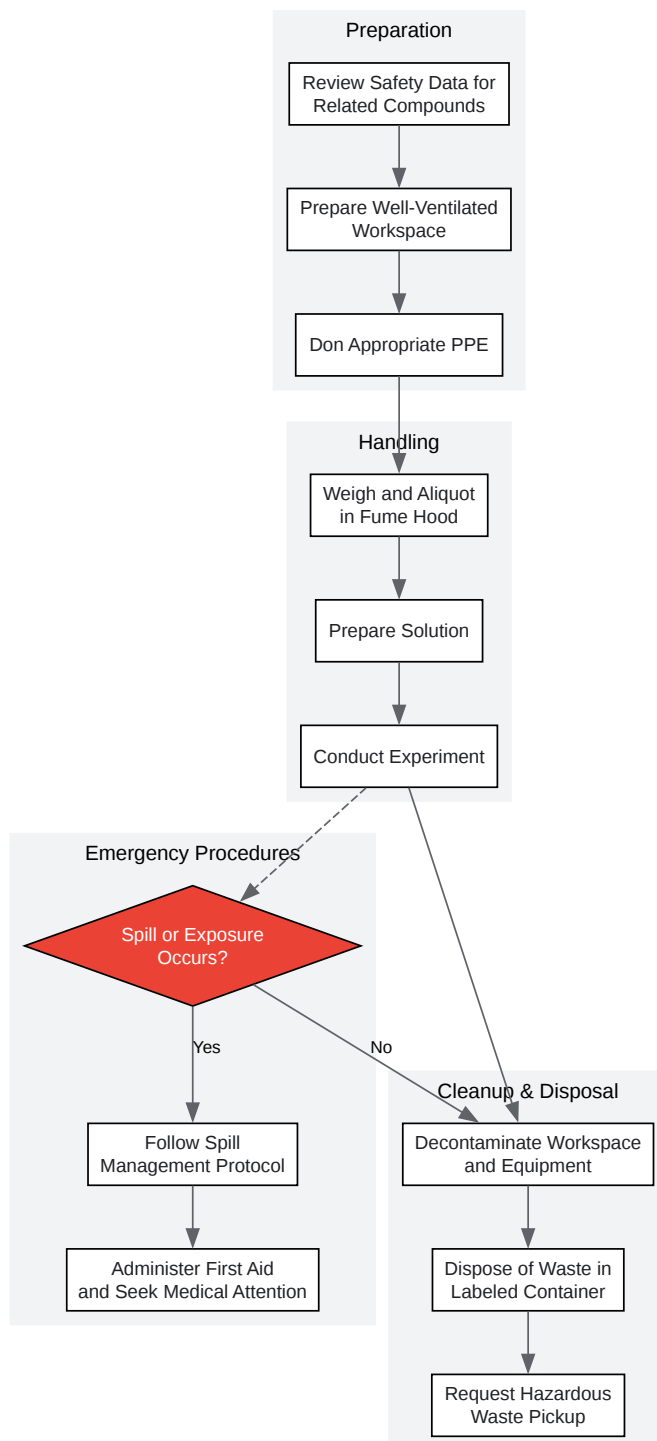 Preparation
Review Safety Data for
Related Compounds
Prepare Well-Ventilated
Workspace
Don Appropriate PPE
Handling
Weigh and Aliquot
in Fume Hood
Prepare Solution
Conduct Experiment
Emergency Procedures
Spill or Exposure
Occurs?
Yes
No
Follow Spill
Management Protocol
Administer First Aid
and Seek Medical Attention
Cleanup & Disposal
Decontaminate Workspace
and Equipment
Dispose of Waste in
Labeled Container
Request Hazardous
Waste Pickup